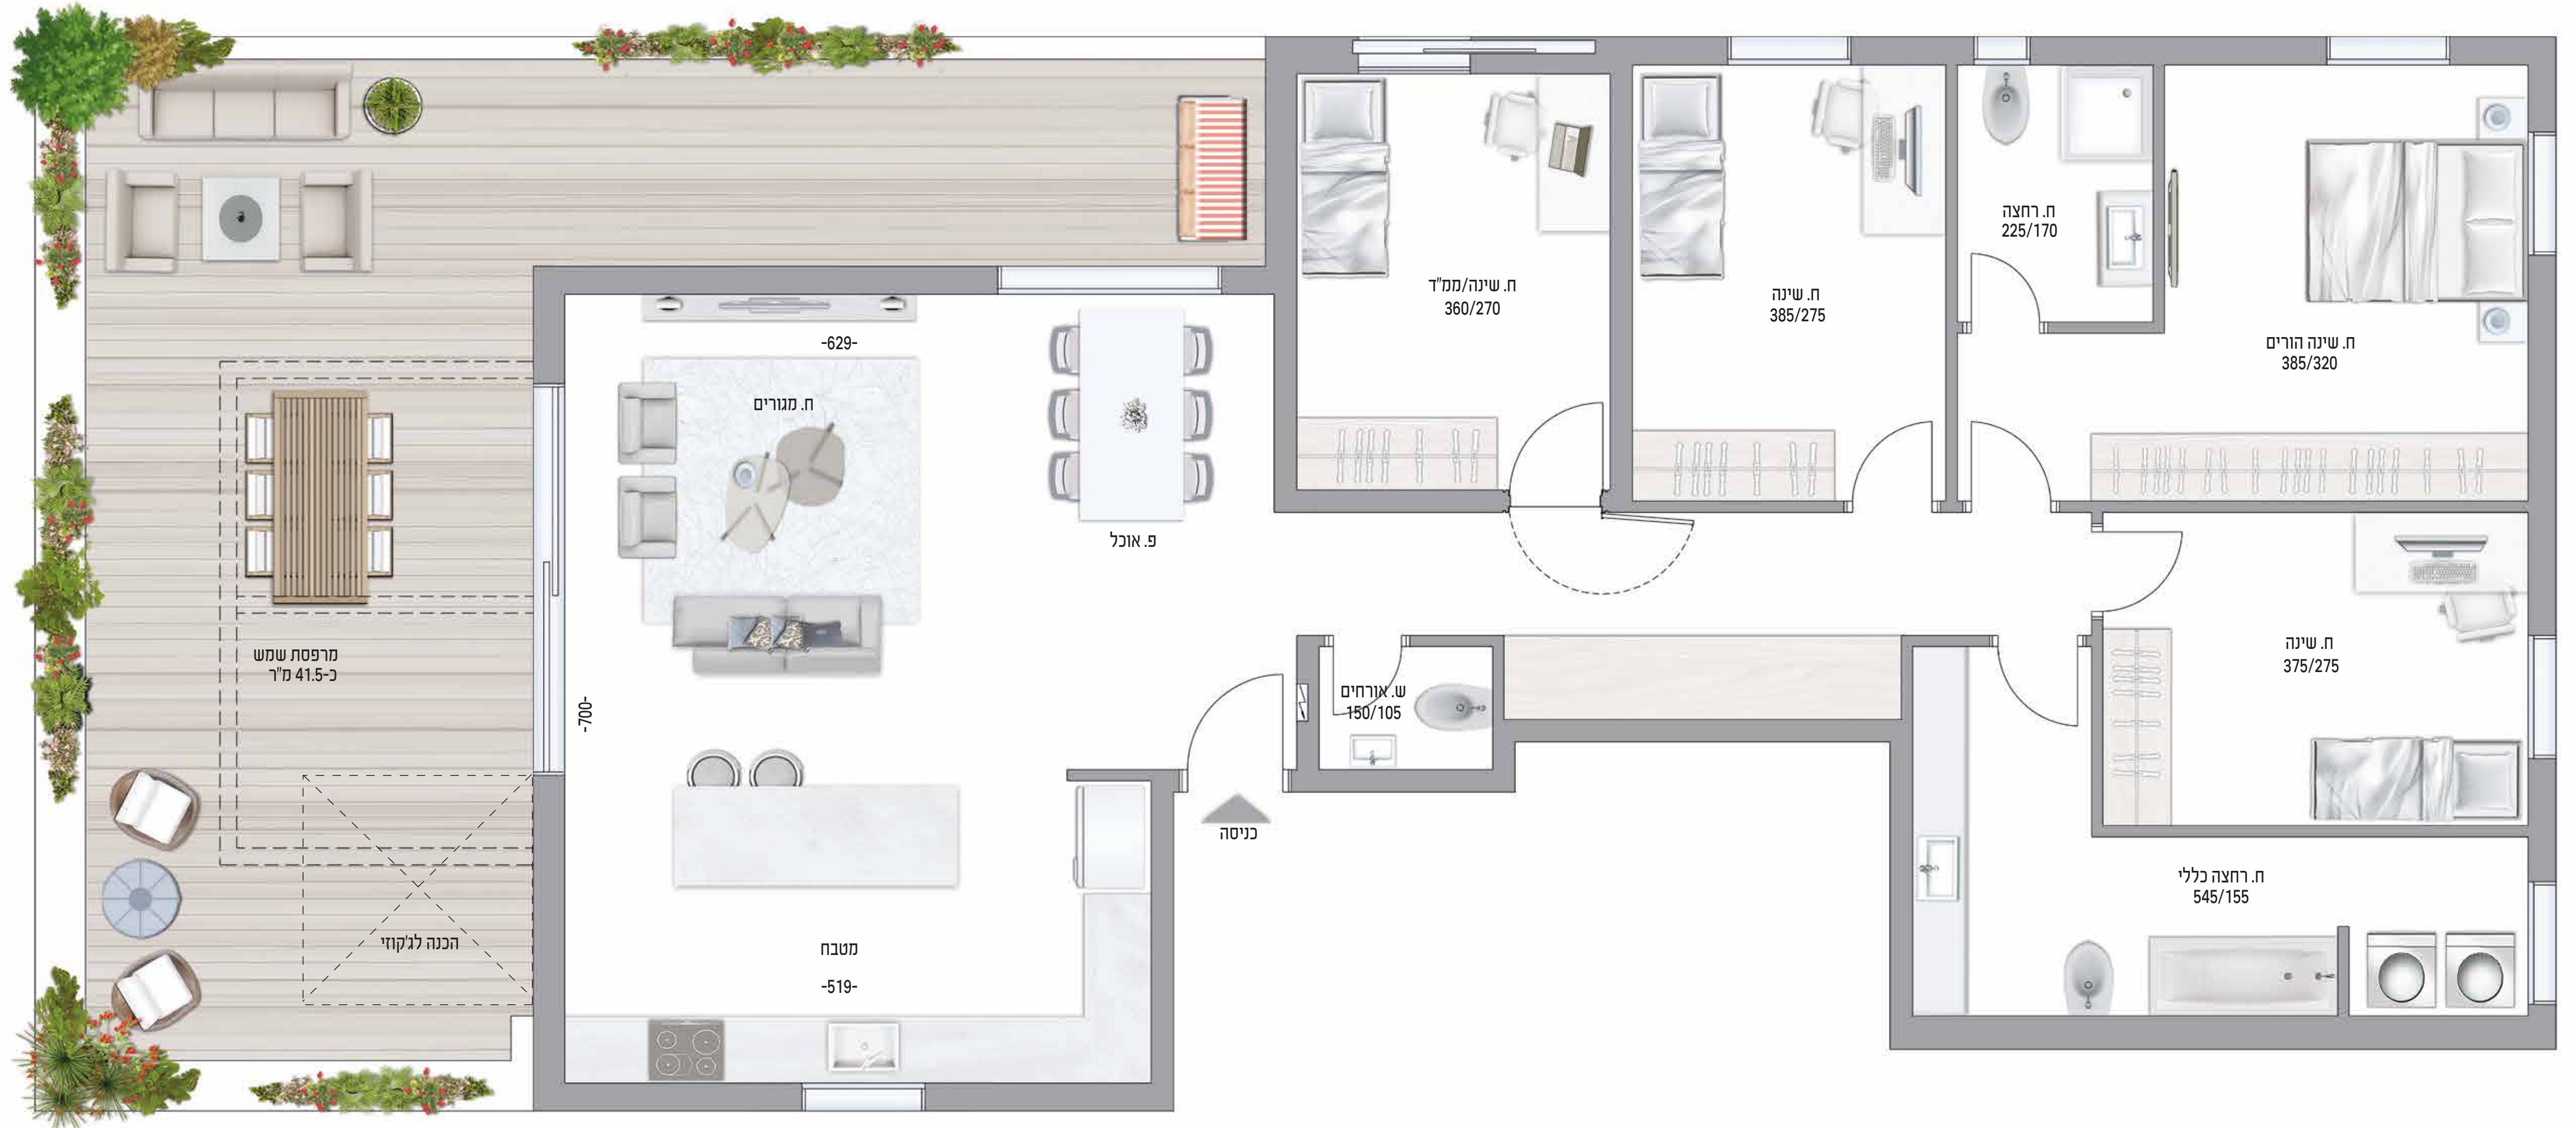 ח. שינה/ממ"ד
360/270
ח. שינה
385/275
ח. רחצה
225/170
ח. שינה הורים
385/320
-629-
ח. מגורים
פ. אוכל
מרפסת שמש
כ-41.5 מ"ר
-700-
ש. אורחים
150/105
ח. שינה
375/275
כניסה
ח. רחצה כללי
545/155
הכנה לג'קוזי
מטבח
-519-